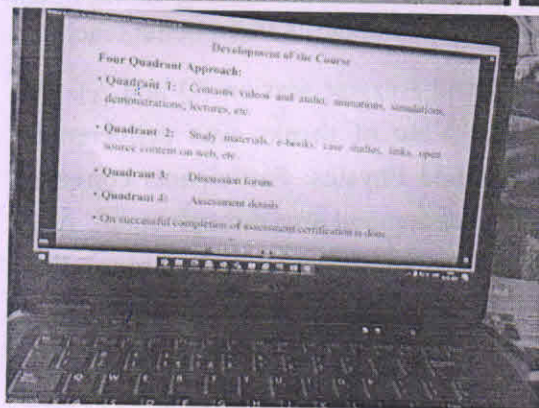 Development of the Course
Four Quadrant Approach:
• Quadrant 1: Contains videos and audio, animations, simulations,
demonstrations, lectures, etc.
• Quadrant 2: Study materials, e-books, case studies, links, open
source content on web, etc.
• Quadrant 3: Discussion forum
• Quadrant 4: Assessment details
• On successful completion of assessment certification is done